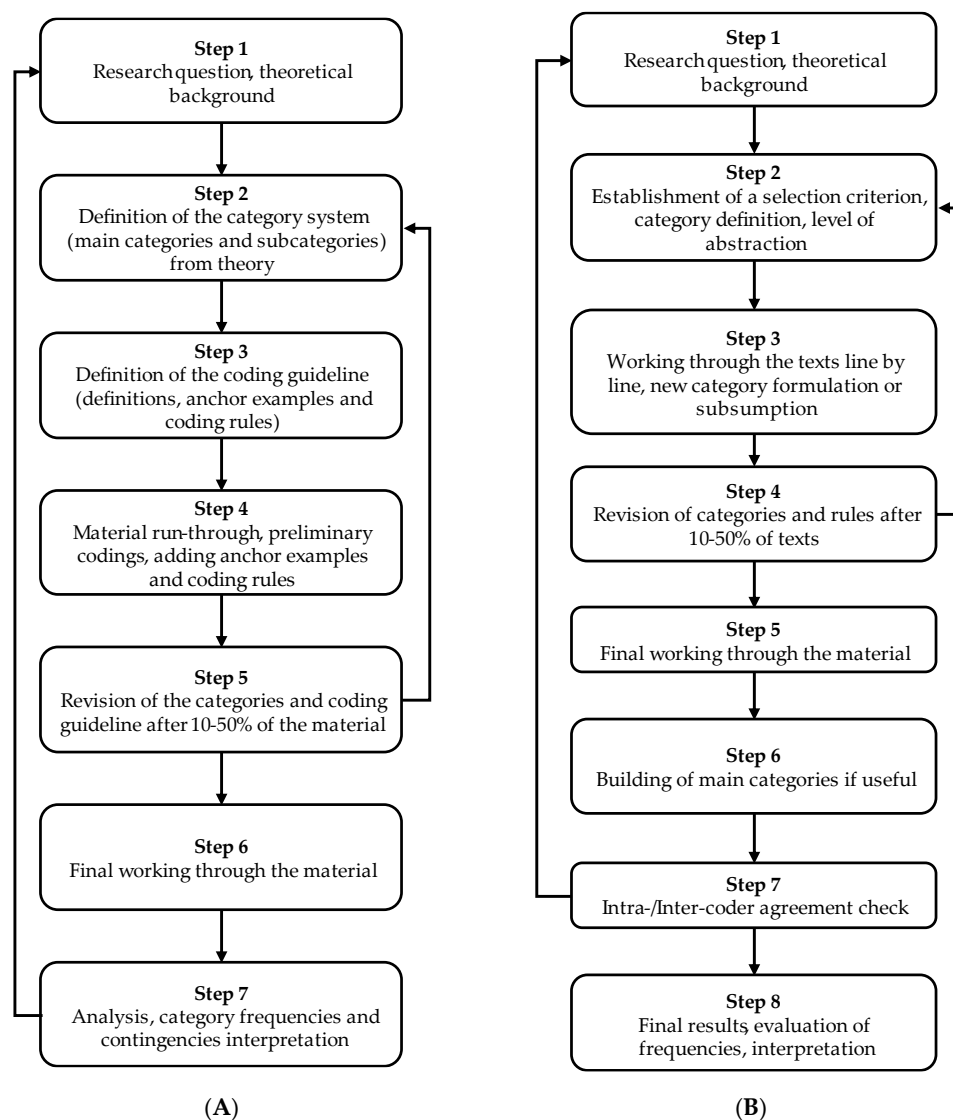 Step 1
Research question, theoretical
background
Step 2
Definition of the category system
(main categories and subcategories)
from theory
Step 3
Definition of the coding guideline
(definitions, anchor examples and
coding rules)
Step 4
Material run-through, preliminary
codings, adding anchor examples
and coding rules
Step 5
Revision of the categories and coding
guideline after 10-50% of the material
Step 6
Final working through the material
Step 7
Analysis, category frequencies and
contingencies interpretation
(A)
Step 1
Research question, theoretical
background
Step 2
Establishment of a selection criterion,
category definition, level of
abstraction
Step 3
Working through the texts line by
line, new category formulation or
subsumption
Step 4
Revision of categories and rules after
10-50% of texts
Step 5
Final working through the material
Step 6
Building of main categories if useful
Step 7
Intra-/Inter-coder agreement check
Step 8
Final results, evaluation of
frequencies, interpretation
(B)